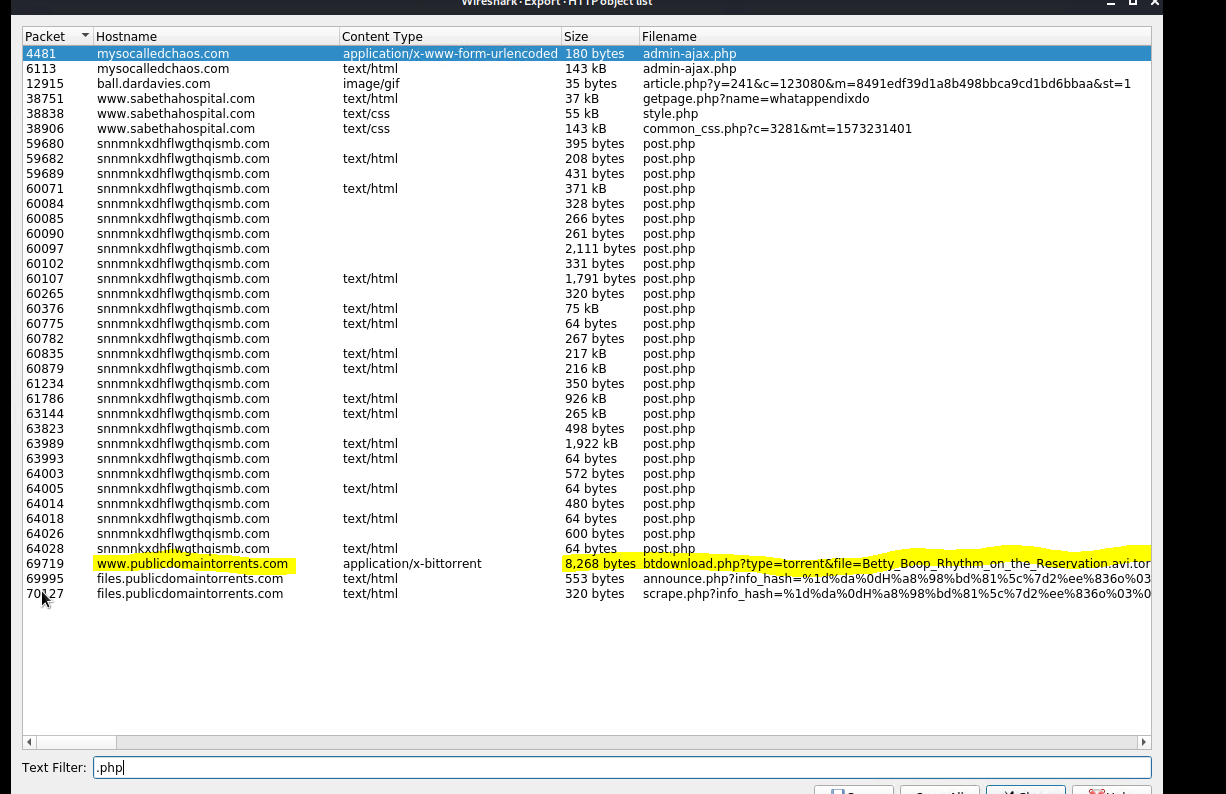 Wireshark · Export · HTTP object list
Packet Hostname Content Type Size Filename
4481 mysocalledchaos.com application/x-www-form-urlencoded 180 bytes admin-ajax.php
6113 mysocalledchaos.com text/html 143 kB admin-ajax.php
12915 ball.dardavies.com image/gif 35 bytes article.php?y=241&c=123080&m=8491edf39d1a8b498bbca9cd1bd6bbaa&st=1
38751 www.sabethahospital.com text/html 37 kB getpage.php?name=whatappendixdo
38838 www.sabethahospital.com text/css 55 kB style.php
38906 www.sabethahospital.com text/css 143 kB common_css.php?c=3281&mt=1573231401
59680 snnmnkxdhflwgthqismb.com 395 bytes post.php
59682 snnmnkxdhflwgthqismb.com text/html 208 bytes post.php
59689 snnmnkxdhflwgthqismb.com 431 bytes post.php
60071 snnmnkxdhflwgthqismb.com text/html 371 kB post.php
60084 snnmnkxdhflwgthqismb.com 328 bytes post.php
60085 snnmnkxdhflwgthqismb.com 266 bytes post.php
60090 snnmnkxdhflwgthqismb.com 261 bytes post.php
60097 snnmnkxdhflwgthqismb.com 2,111 bytes post.php
60102 snnmnkxdhflwgthqismb.com 331 bytes post.php
60107 snnmnkxdhflwgthqismb.com text/html 1,791 bytes post.php
60265 snnmnkxdhflwgthqismb.com 320 bytes post.php
60376 snnmnkxdhflwgthqismb.com text/html 75 kB post.php
60775 snnmnkxdhflwgthqismb.com text/html 64 bytes post.php
60782 snnmnkxdhflwgthqismb.com 267 bytes post.php
60835 snnmnkxdhflwgthqismb.com text/html 217 kB post.php
60879 snnmnkxdhflwgthqismb.com text/html 216 kB post.php
61234 snnmnkxdhflwgthqismb.com 350 bytes post.php
61786 snnmnkxdhflwgthqismb.com text/html 926 kB post.php
63144 snnmnkxdhflwgthqismb.com text/html 265 kB post.php
63823 snnmnkxdhflwgthqismb.com 498 bytes post.php
63989 snnmnkxdhflwgthqismb.com text/html 1,922 kB post.php
63993 snnmnkxdhflwgthqismb.com text/html 64 bytes post.php
64003 snnmnkxdhflwgthqismb.com 572 bytes post.php
64005 snnmnkxdhflwgthqismb.com text/html 64 bytes post.php
64014 snnmnkxdhflwgthqismb.com 480 bytes post.php
64018 snnmnkxdhflwgthqismb.com text/html 64 bytes post.php
64026 snnmnkxdhflwgthqismb.com 600 bytes post.php
64028 snnmnkxdhflwgthqismb.com text/html 64 bytes post.php
69719 www.publicdomaintorrents.com application/x-bittorrent 8,268 bytes btdownload.php?type=torrent&file=Betty_Boop_Rhythm_on_the_Reservation.avi.tor
69995 files.publicdomaintorrents.com text/html 553 bytes announce.php?info_hash=%1d%da%0dH%a8%98%bd%81%5c%7d2%ee%836o%03
70127 files.publicdomaintorrents.com text/html 320 bytes scrape.php?info_hash=%1d%da%0dH%a8%98%bd%81%5c%7d2%ee%836o%03%0
Text Filter: .php